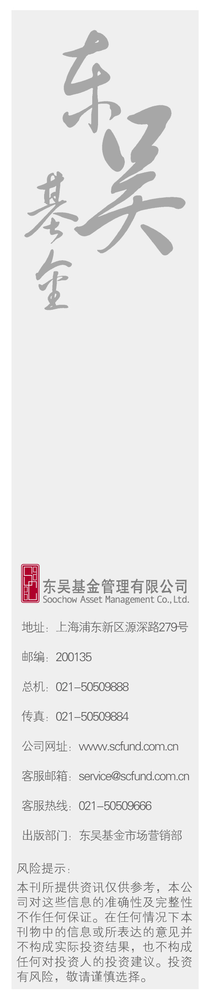 东吴
基金
东吴基金管理有限公司
Soochow Asset Management Co., Ltd.
地址：上海浦东新区源深路279号
邮编：200135
总机：021-50509888
传真：021-50509884
公司网址：www.scfund.com.cn
客服邮箱：service@scfund.com.cn
客服热线：021-50509666
出版部门：东吴基金市场营销部
风险提示：
本刊所提供资讯仅供参考，本公
司对这些信息的准确性及完整性
不作任何保证。在任何情况下本
刊物中的信息或所表达的意见并
不构成实际投资结果，也不构成
任何对投资人的投资建议。投资
有风险，敬请谨慎选择。